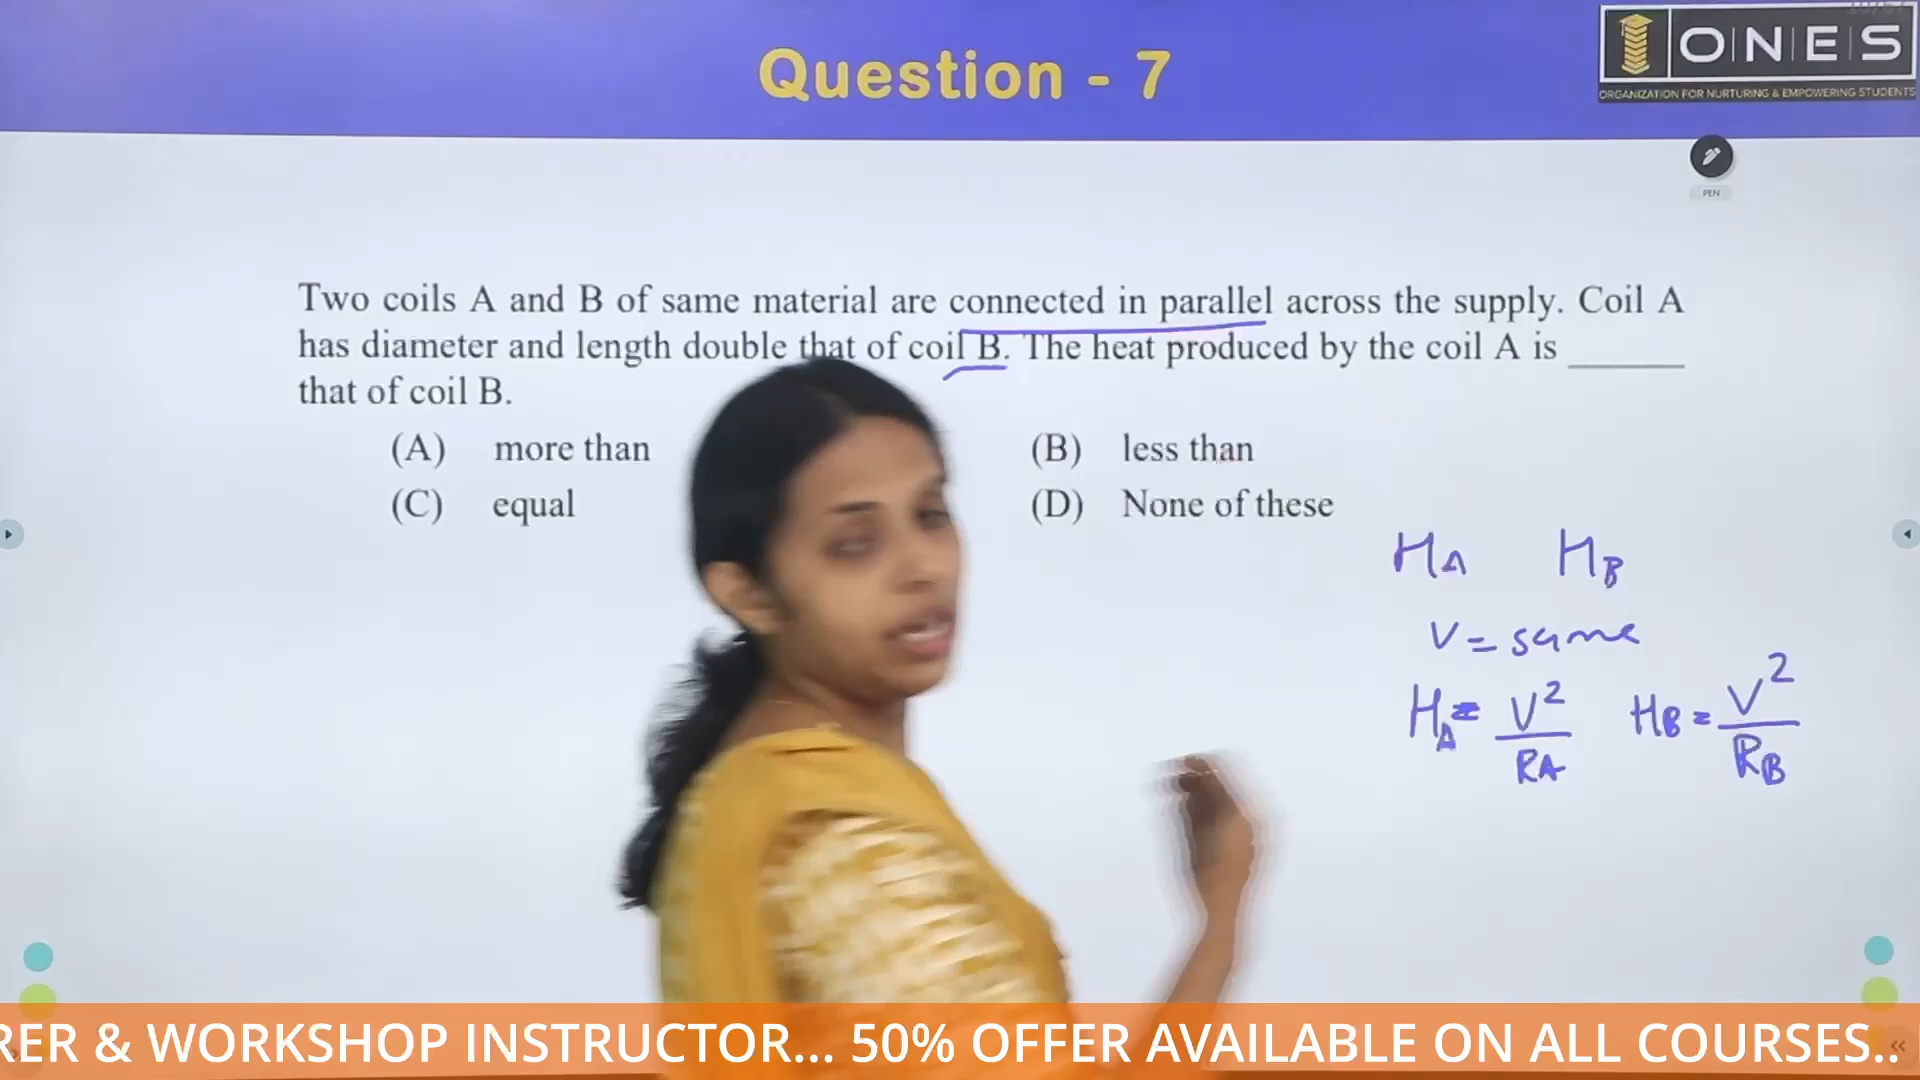 Question - 7
ONES
ORGANIZATION FOR NURTURING & EMPOWERING STUDENTS
PEN
Two coils A and B of same material are connected in parallel across the supply. Coil A
has diameter and length double that of coil B. The heat produced by the coil A is ______
that of coil B.
(A) more than
(B) less than
(C) equal
(D) None of these
HA HB
V = same
HA = V²/RA HB = V²/RB
RER & WORKSHOP INSTRUCTOR... 50% OFFER AVAILABLE ON ALL COURSES..